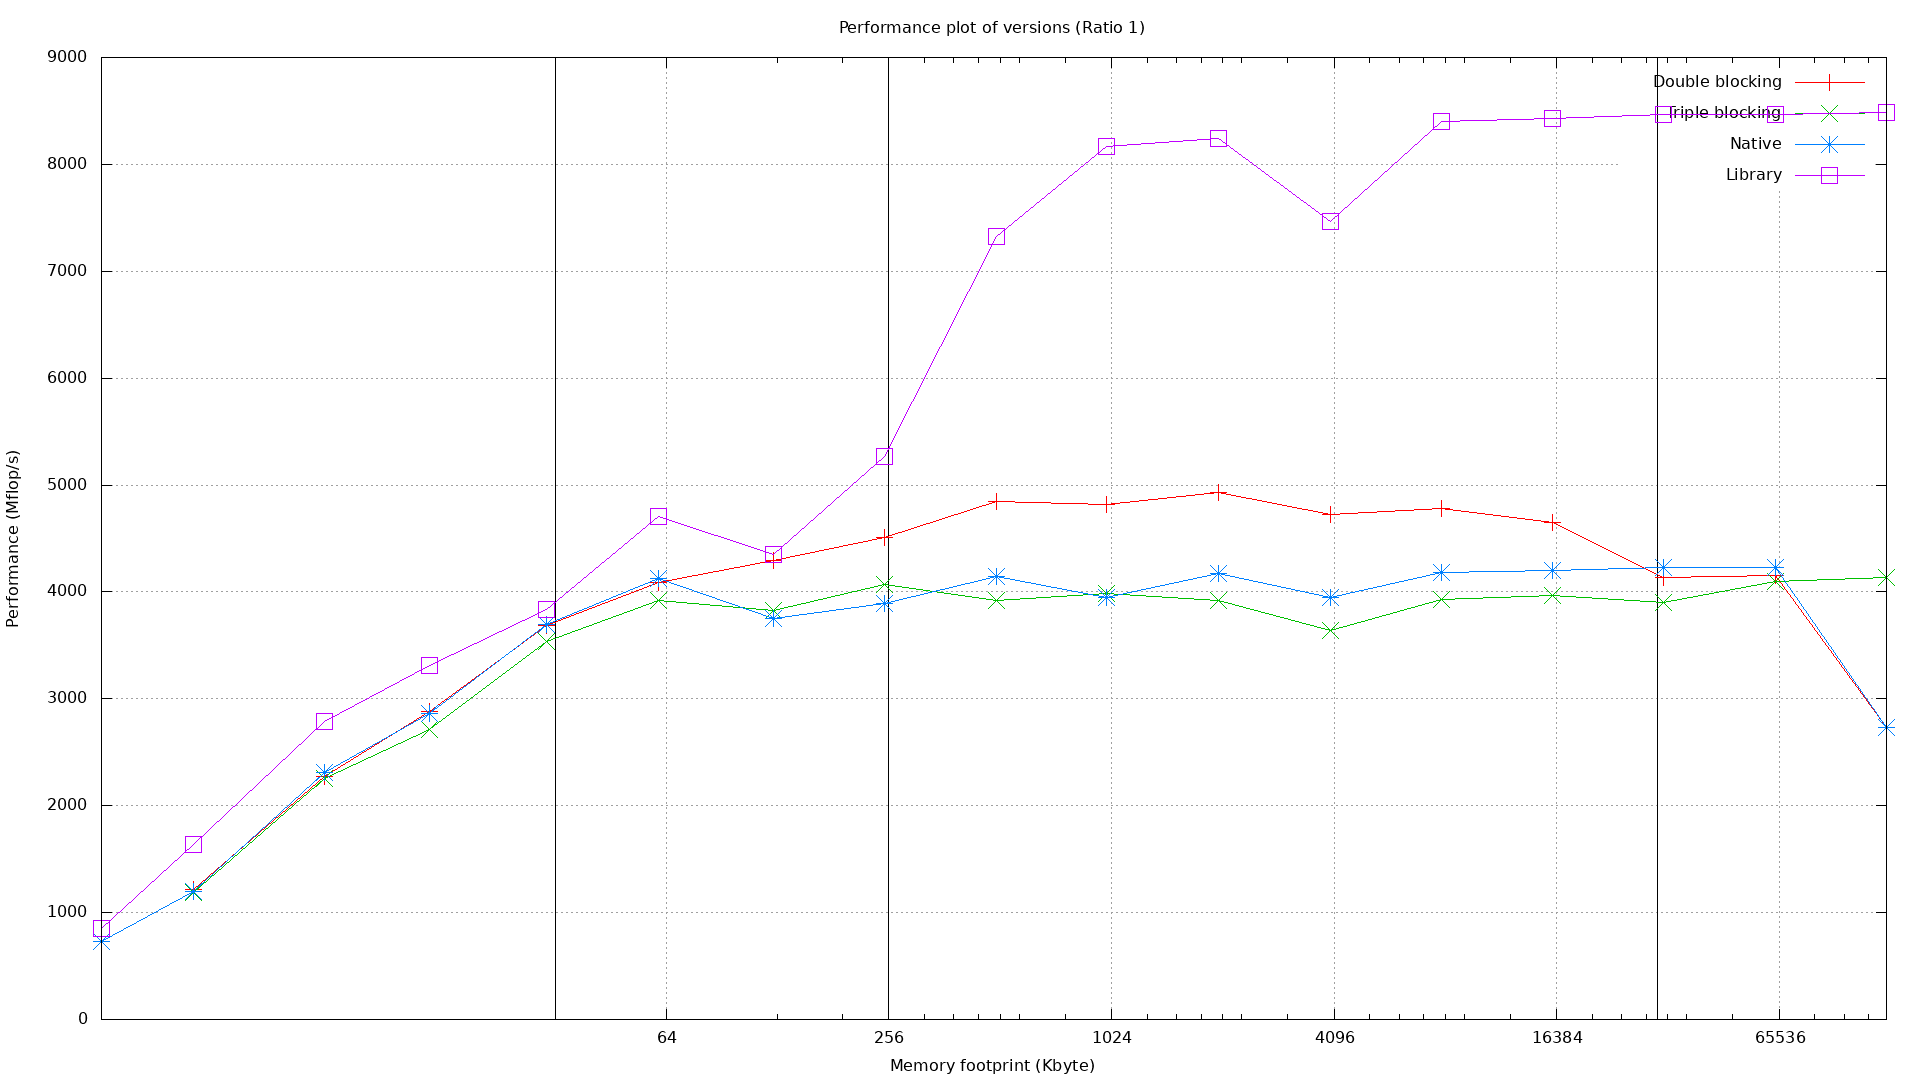 Performance plot of versions (Ratio 1)
9000
8000
7000
6000
5000
4000
3000
2000
1000
0
Performance (Mflop/s)
Double blocking
Triple blocking
Native
Library
64
256
1024
4096
16384
65536
Memory footprint (Kbyte)